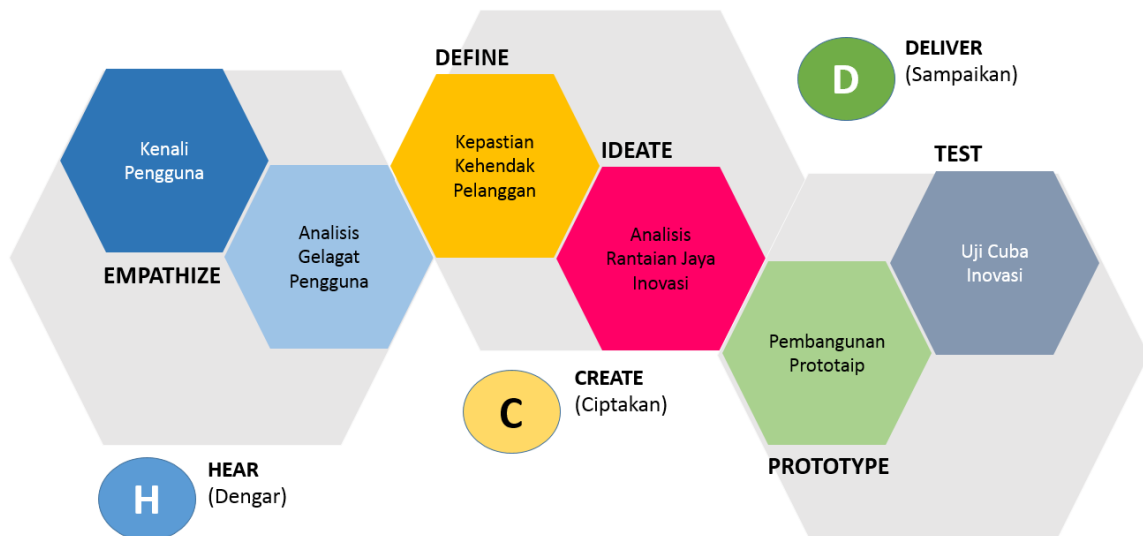 Kenali
Pengguna
EMPATHIZE
Analisis
Gelagat
Pengguna
H
HEAR
(Dengar)
DEFINE
Kepastian
Kehendak
Pelanggan
IDEATE
Analisis
Rantaian Jaya
Inovasi
C
CREATE
(Ciptakan)
D
DELIVER
(Sampaikan)
Pembangunan
Prototaip
PROTOTYPE
TEST
Uji Cuba
Inovasi